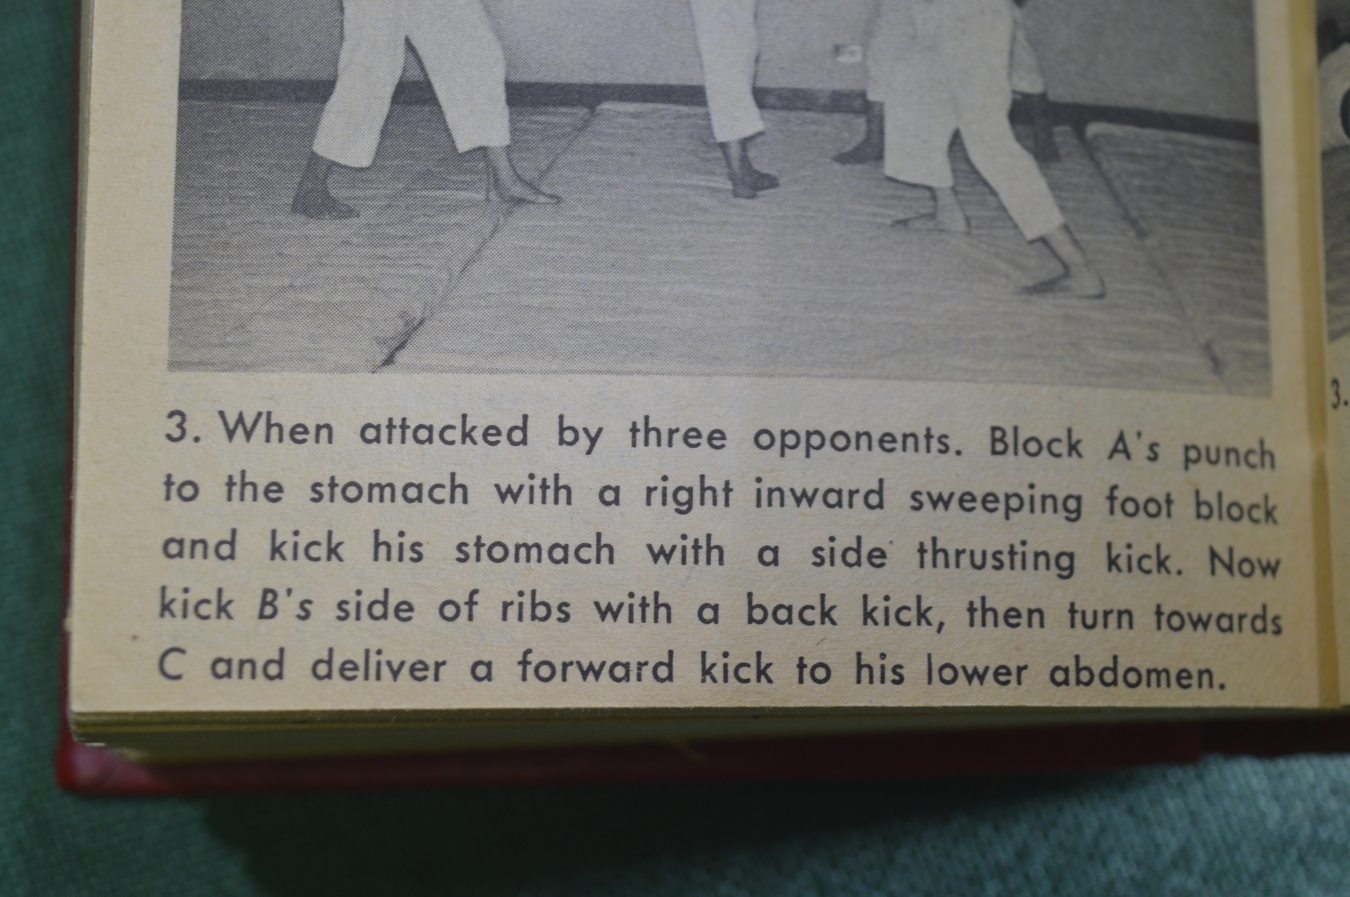 3. When attacked by three opponents. Block A's punch
to the stomach with a right inward sweeping foot block
and kick his stomach with a side thrusting kick. Now
kick B's side of ribs with a back kick, then turn towards
C and deliver a forward kick to his lower abdomen.
3.